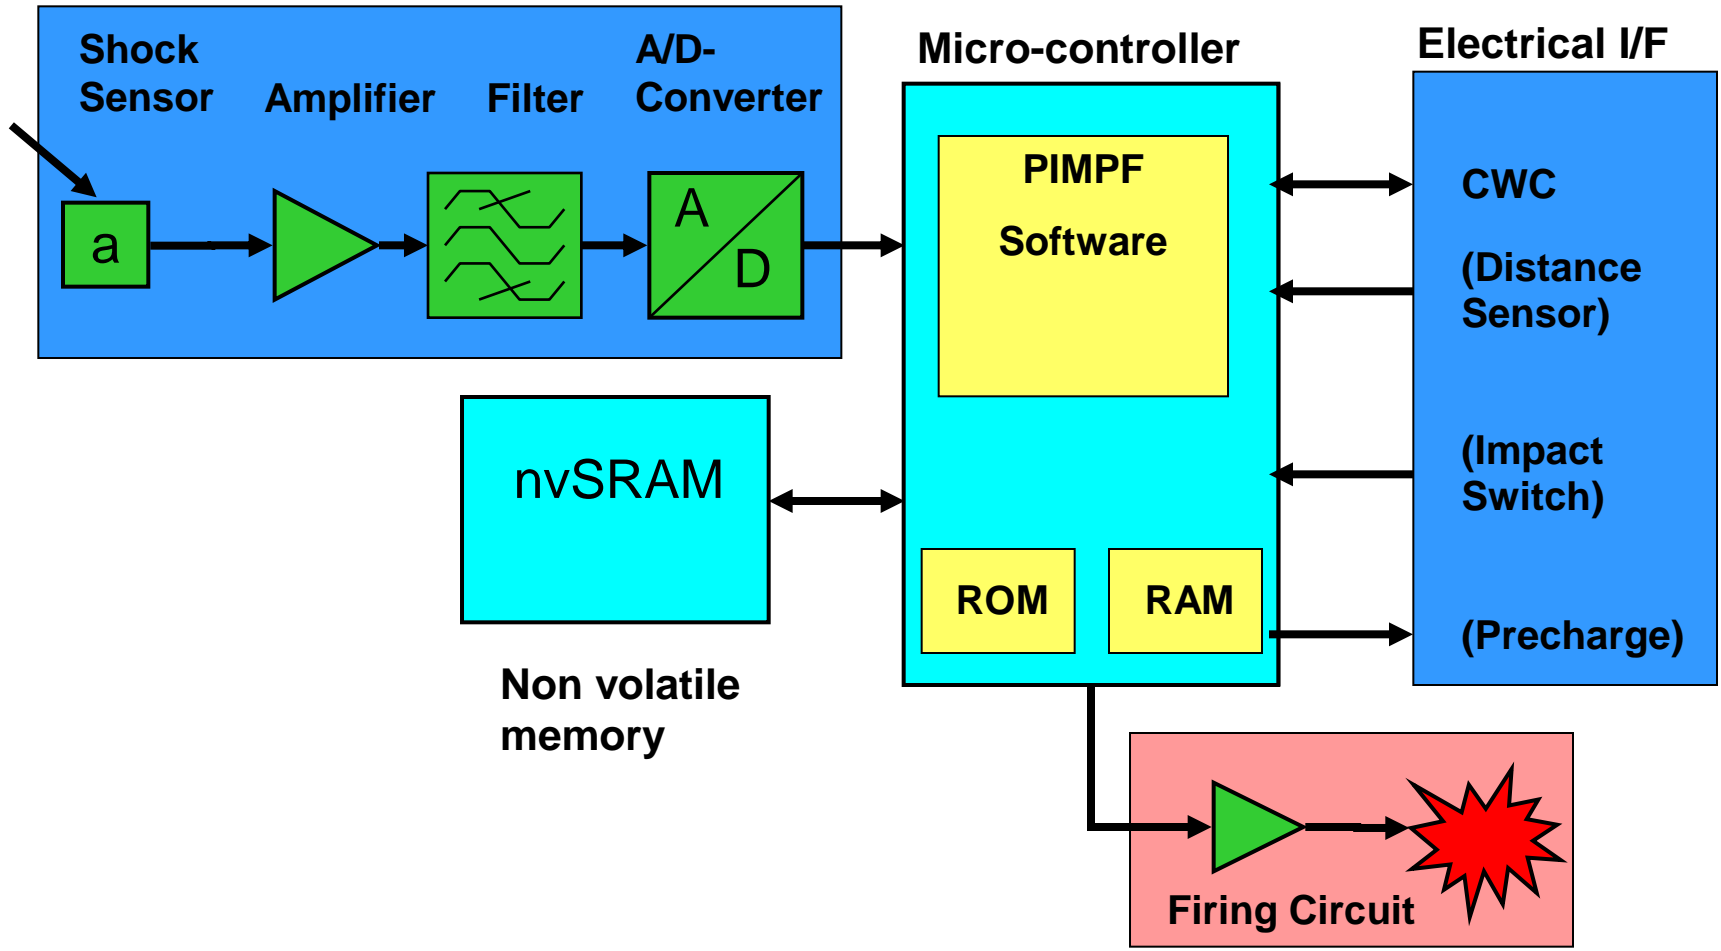 Shock
Sensor
Amplifier
Filter
A/D-
Converter
a
A
D
Micro-controller
PIMPF
Software
ROM
RAM
Electrical I/F
CWC
(Distance
Sensor)
(Impact
Switch)
(Precharge)
nvSRAM
Non volatile
memory
Firing Circuit